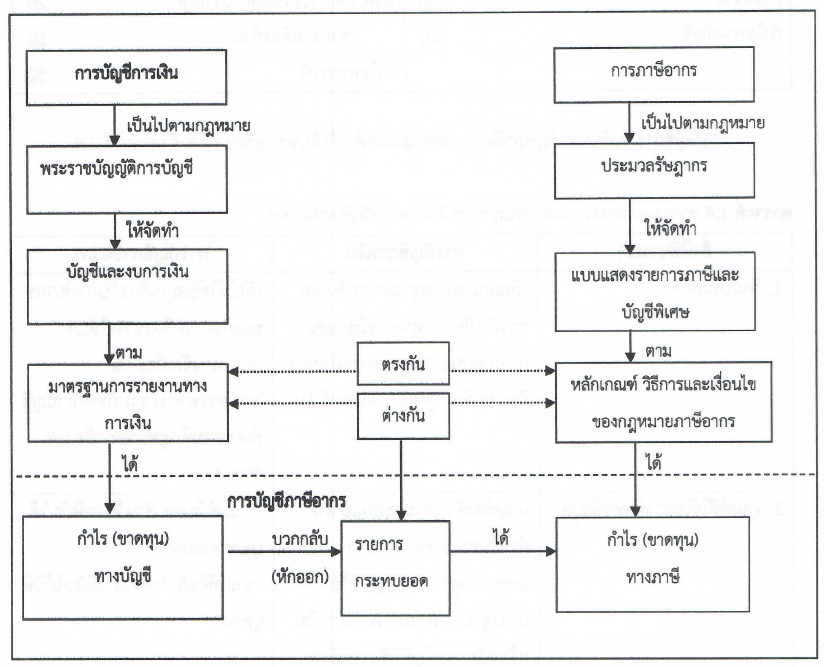 การบัญชีการเงิน
การภาษีอากร
เป็นไปตามกฎหมาย
เป็นไปตามกฎหมาย
พระราชบัญญัติการบัญชี
ประมวลรัษฎากร
ให้จัดทำ
ให้จัดทำ
บัญชีและงบการเงิน
แบบแสดงรายการภาษีและ
บัญชีพิเศษ
ตาม
ตาม
มาตรฐานการรายงานทาง
การเงิน
ตรงกัน
ต่างกัน
หลักเกณฑ์ วิธีการและเงื่อนไข
ของกฎหมายภาษีอากร
ได้
ได้
การบัญชีภาษีอากร
กำไร (ขาดทุน)
ทางบัญชี
บวกกลับ
(หักออก)
รายการ
กระทบยอด
ได้
กำไร (ขาดทุน)
ทางภาษี